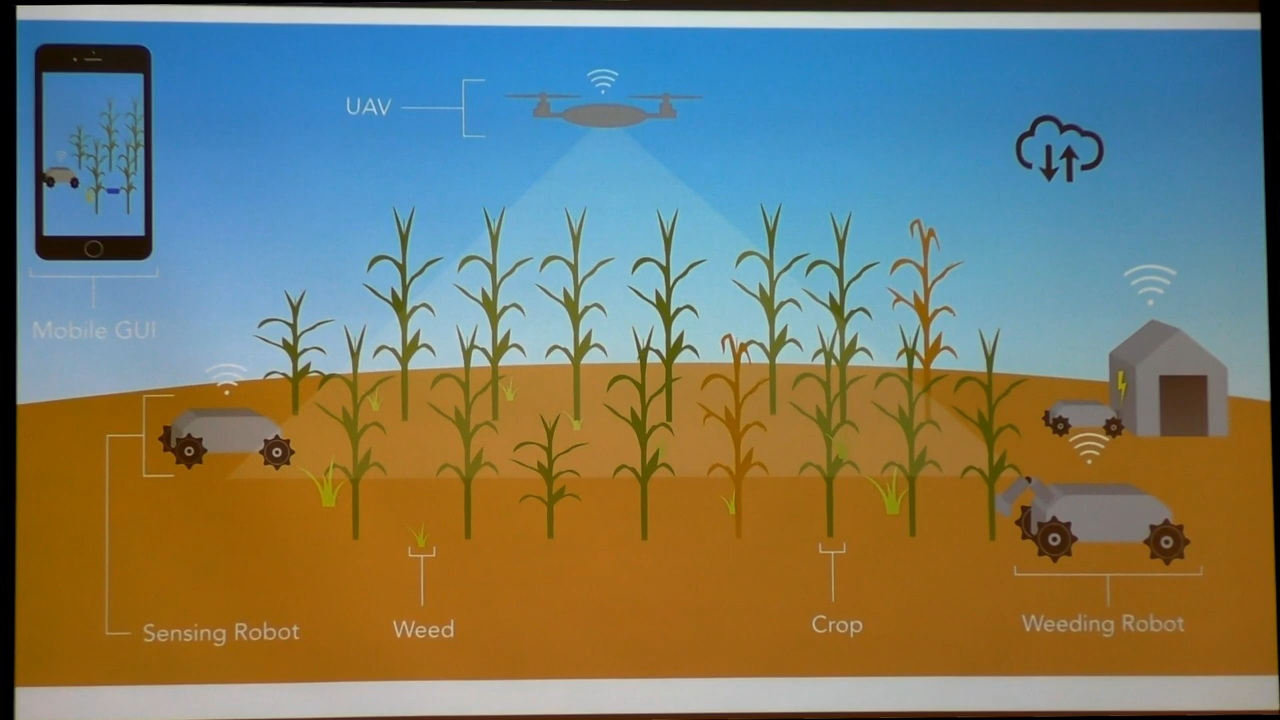 UAV
Mobile GUI
Sensing Robot
Weed
Crop
Weeding Robot